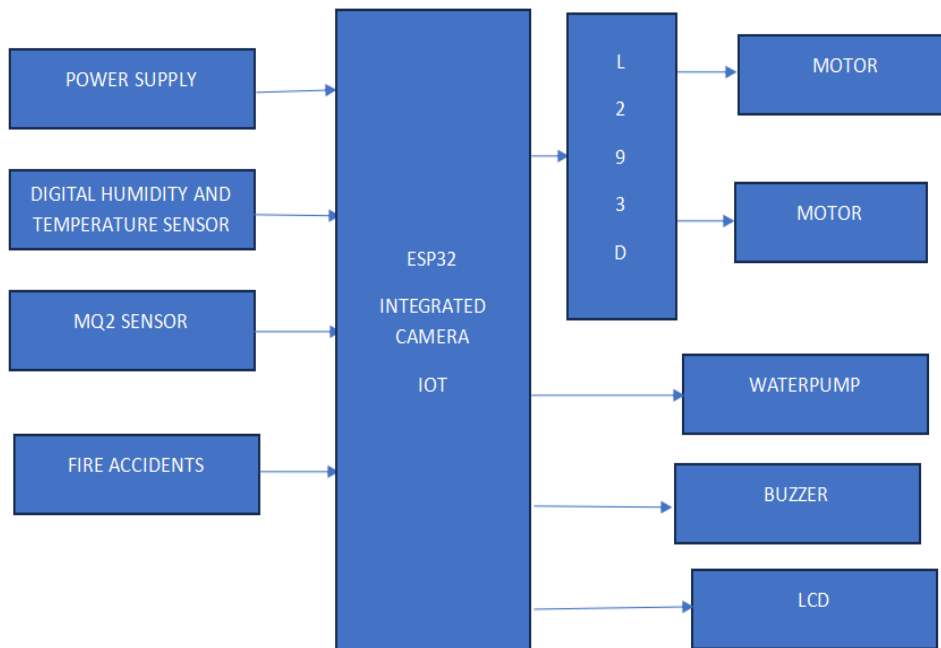 POWER SUPPLY
DIGITAL HUMIDITY AND
TEMPERATURE SENSOR
MQ2 SENSOR
FIRE ACCIDENTS
ESP32
INTEGRATED
CAMERA
IOT
L
2
9
3
D
MOTOR
MOTOR
WATERPUMP
BUZZER
LCD